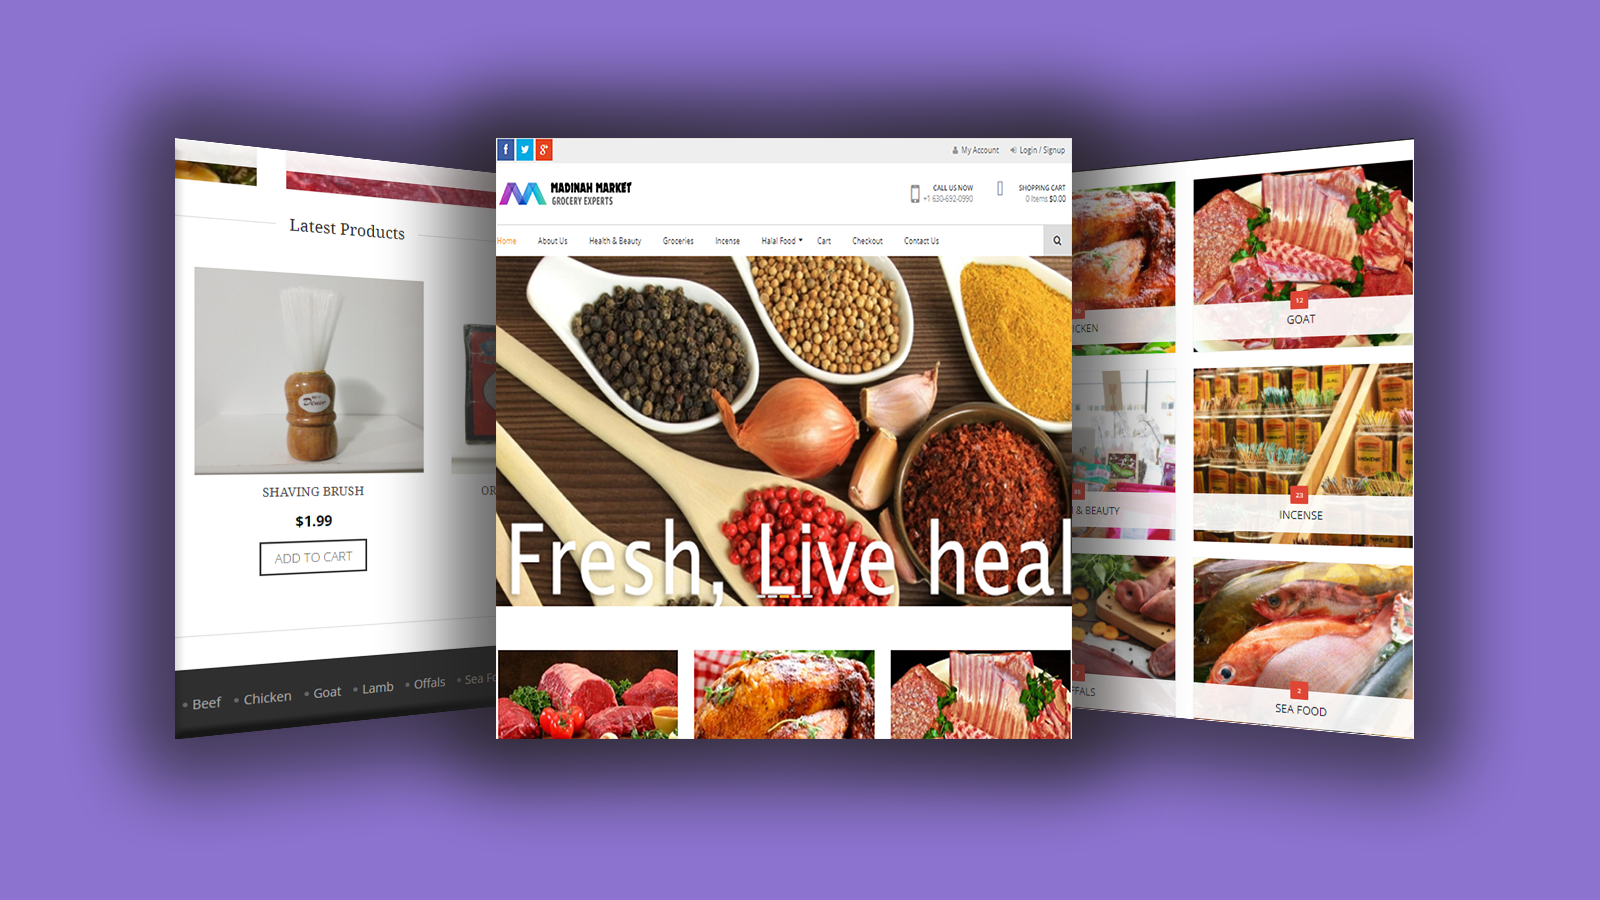 Latest Products
SHAVING BRUSH
$1.99
ADD TO CART
OR
Beef
Chicken
Goat
Lamb
Offals
Sea Fo
My Account
Login / Signup
MADINAH MARKET
GROCERY EXPERTS
CALL US NOW
+1 630-692-0990
SHOPPING CART
0 Items $0.00
Home
About Us
Health & Beauty
Groceries
Incense
Halal Food
Cart
Checkout
Contact Us
Fresh, Live heal
ICKEN
12
GOAT
& BEAUTY
23
INCENSE
FFALS
2
SEA FOOD